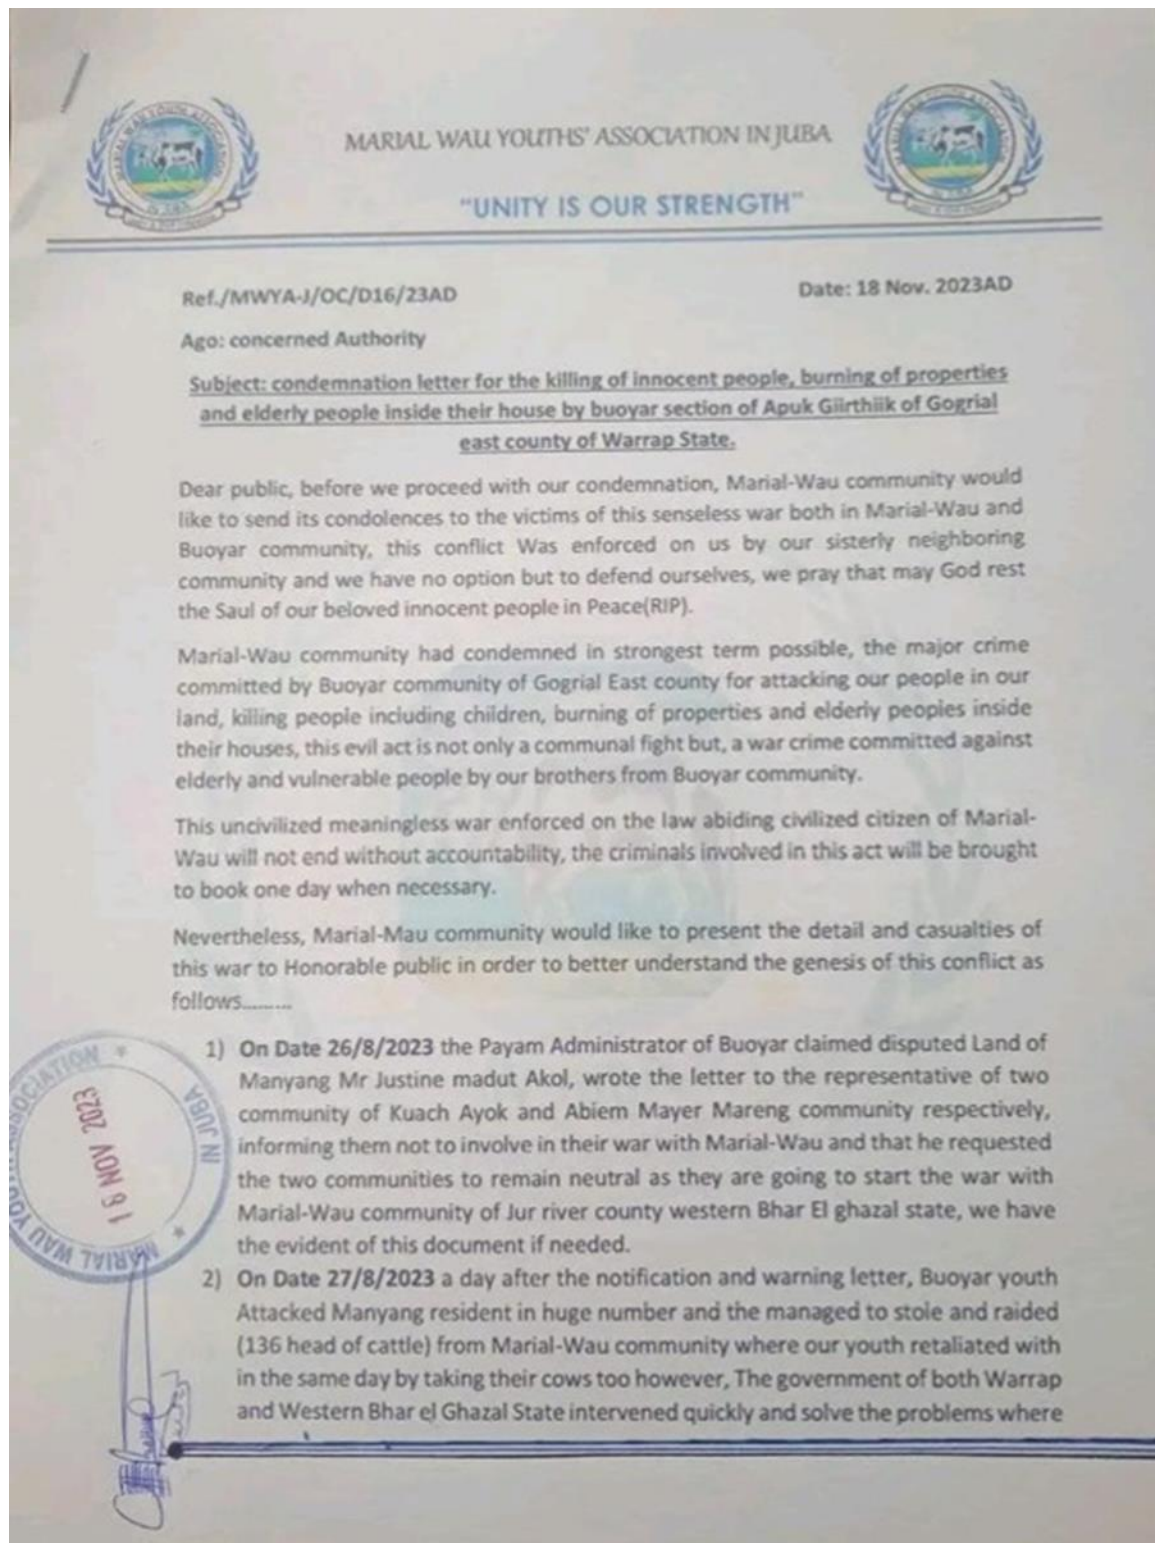 MARIAL WAU YOUTHS' ASSOCIATION IN JUBA
"UNITY IS OUR STRENGTH"
Ref./MWYA-J/OC/D16/23AD
Date: 18 Nov. 2023AD
Ago: concerned Authority
Subject: condemnation letter for the killing of innocent people, burning of properties
and elderly people inside their house by buoyar section of Apuk Giirthiik of Gogrial
east county of Warrap State.
Dear public, before we proceed with our condemnation, Marial-Wau community would
like to send its condolences to the victims of this senseless war both in Marial-Wau and
Buoyar community, this conflict Was enforced on us by our sisterly neighboring
community and we have no option but to defend ourselves, we pray that may God rest
the Saul of our beloved innocent people in Peace(RIP).
Marial-Wau community had condemned in strongest term possible, the major crime
committed by Buoyar community of Gogrial East county for attacking our people in our
land, killing people including children, burning of properties and elderly peoples inside
their houses, this evil act is not only a communal fight but, a war crime committed against
elderly and vulnerable people by our brothers from Buoyar community.
This uncivilized meaningless war enforced on the law abiding civilized citizen of Marial-
Wau will not end without accountability, the criminals involved in this act will be brought
to book one day when necessary.
Nevertheless, Marial-Mau community would like to present the detail and casualties of
this war to Honorable public in order to better understand the genesis of this conflict as
follows.........
1) On Date 26/8/2023 the Payam Administrator of Buoyar claimed disputed Land of
Manyang Mr Justine madut Akol, wrote the letter to the representative of two
community of Kuach Ayok and Abiem Mayer Mareng community respectively,
informing them not to involve in their war with Marial-Wau and that he requested
the two communities to remain neutral as they are going to start the war with
Marial-Wau community of Jur river county western Bhar El ghazal state, we have
the evident of this document if needed.
2) On Date 27/8/2023 a day after the notification and warning letter, Buoyar youth
Attacked Manyang resident in huge number and the managed to stole and raided
(136 head of cattle) from Marial-Wau community where our youth retaliated with
in the same day by taking their cows too however, The government of both Warrap
and Western Bhar el Ghazal State intervened quickly and solve the problems where
MARIAL WAU YOUTH ASSOCIATION
IN JUBA
18 NOV 2023